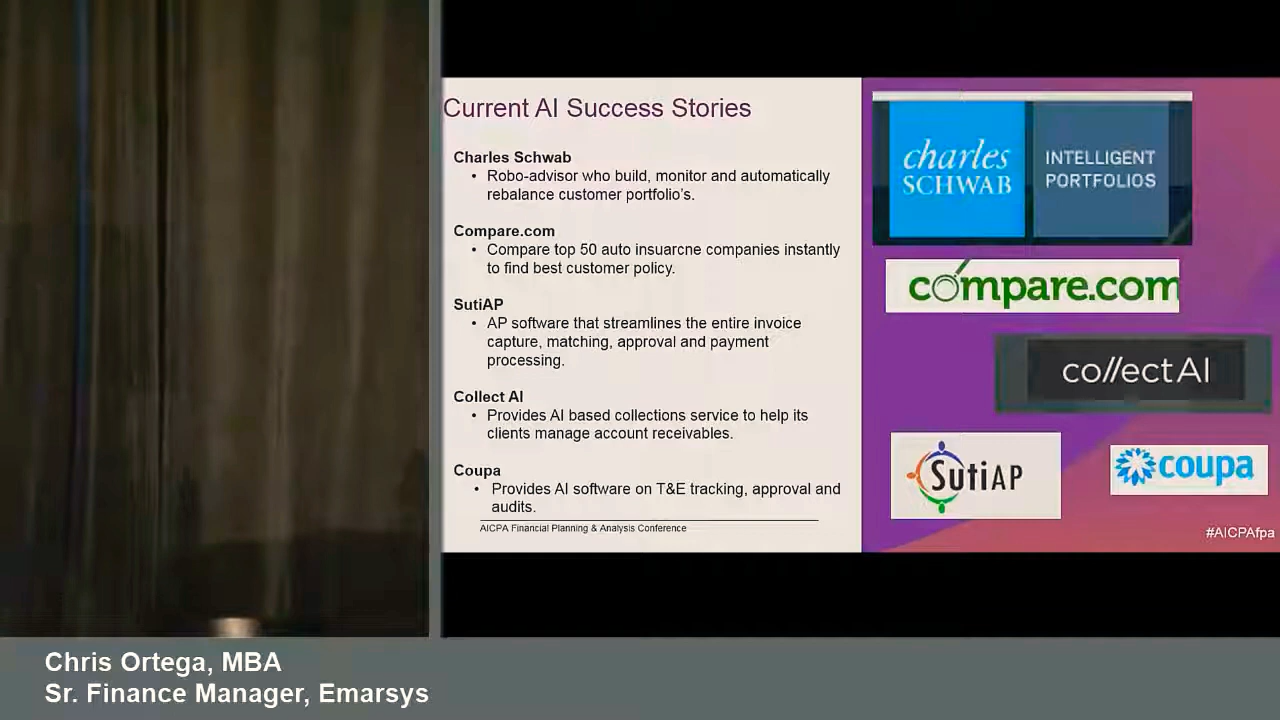 Current AI Success Stories
Charles Schwab
• Robo-advisor who build, monitor and automatically
rebalance customer portfolio's.
Compare.com
• Compare top 50 auto insuarcne companies instantly
to find best customer policy.
SutiAP
• AP software that streamlines the entire invoice
capture, matching, approval and payment
processing.
Collect AI
• Provides AI based collections service to help its
clients manage account receivables.
Coupa
• Provides AI software on T&E tracking, approval and
audits.
AICPA Financial Planning & Analysis Conference
charles
SCHWAB
INTELLIGENT
PORTFOLIOS
compare.com
collectAI
SutiAP
coupa
#AICPAfpa
Chris Ortega, MBA
Sr. Finance Manager, Emarsys